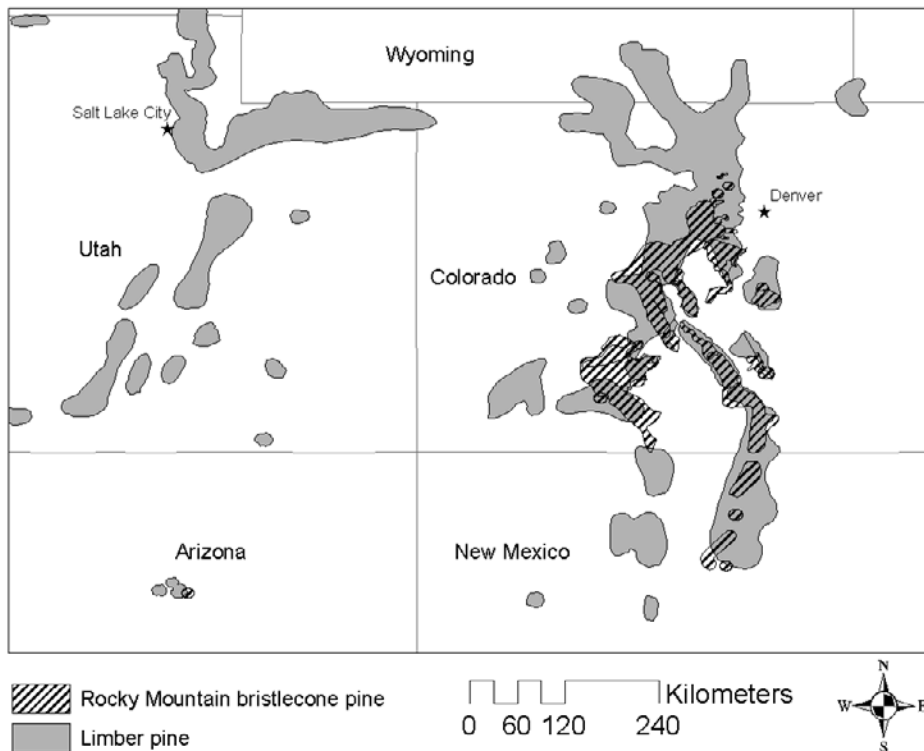 Wyoming
Salt Lake City
Denver
Utah
Colorado
Arizona
New Mexico
Rocky Mountain bristlecone pine
Limber pine
Kilometers
0 60 120 240
N
W E
S